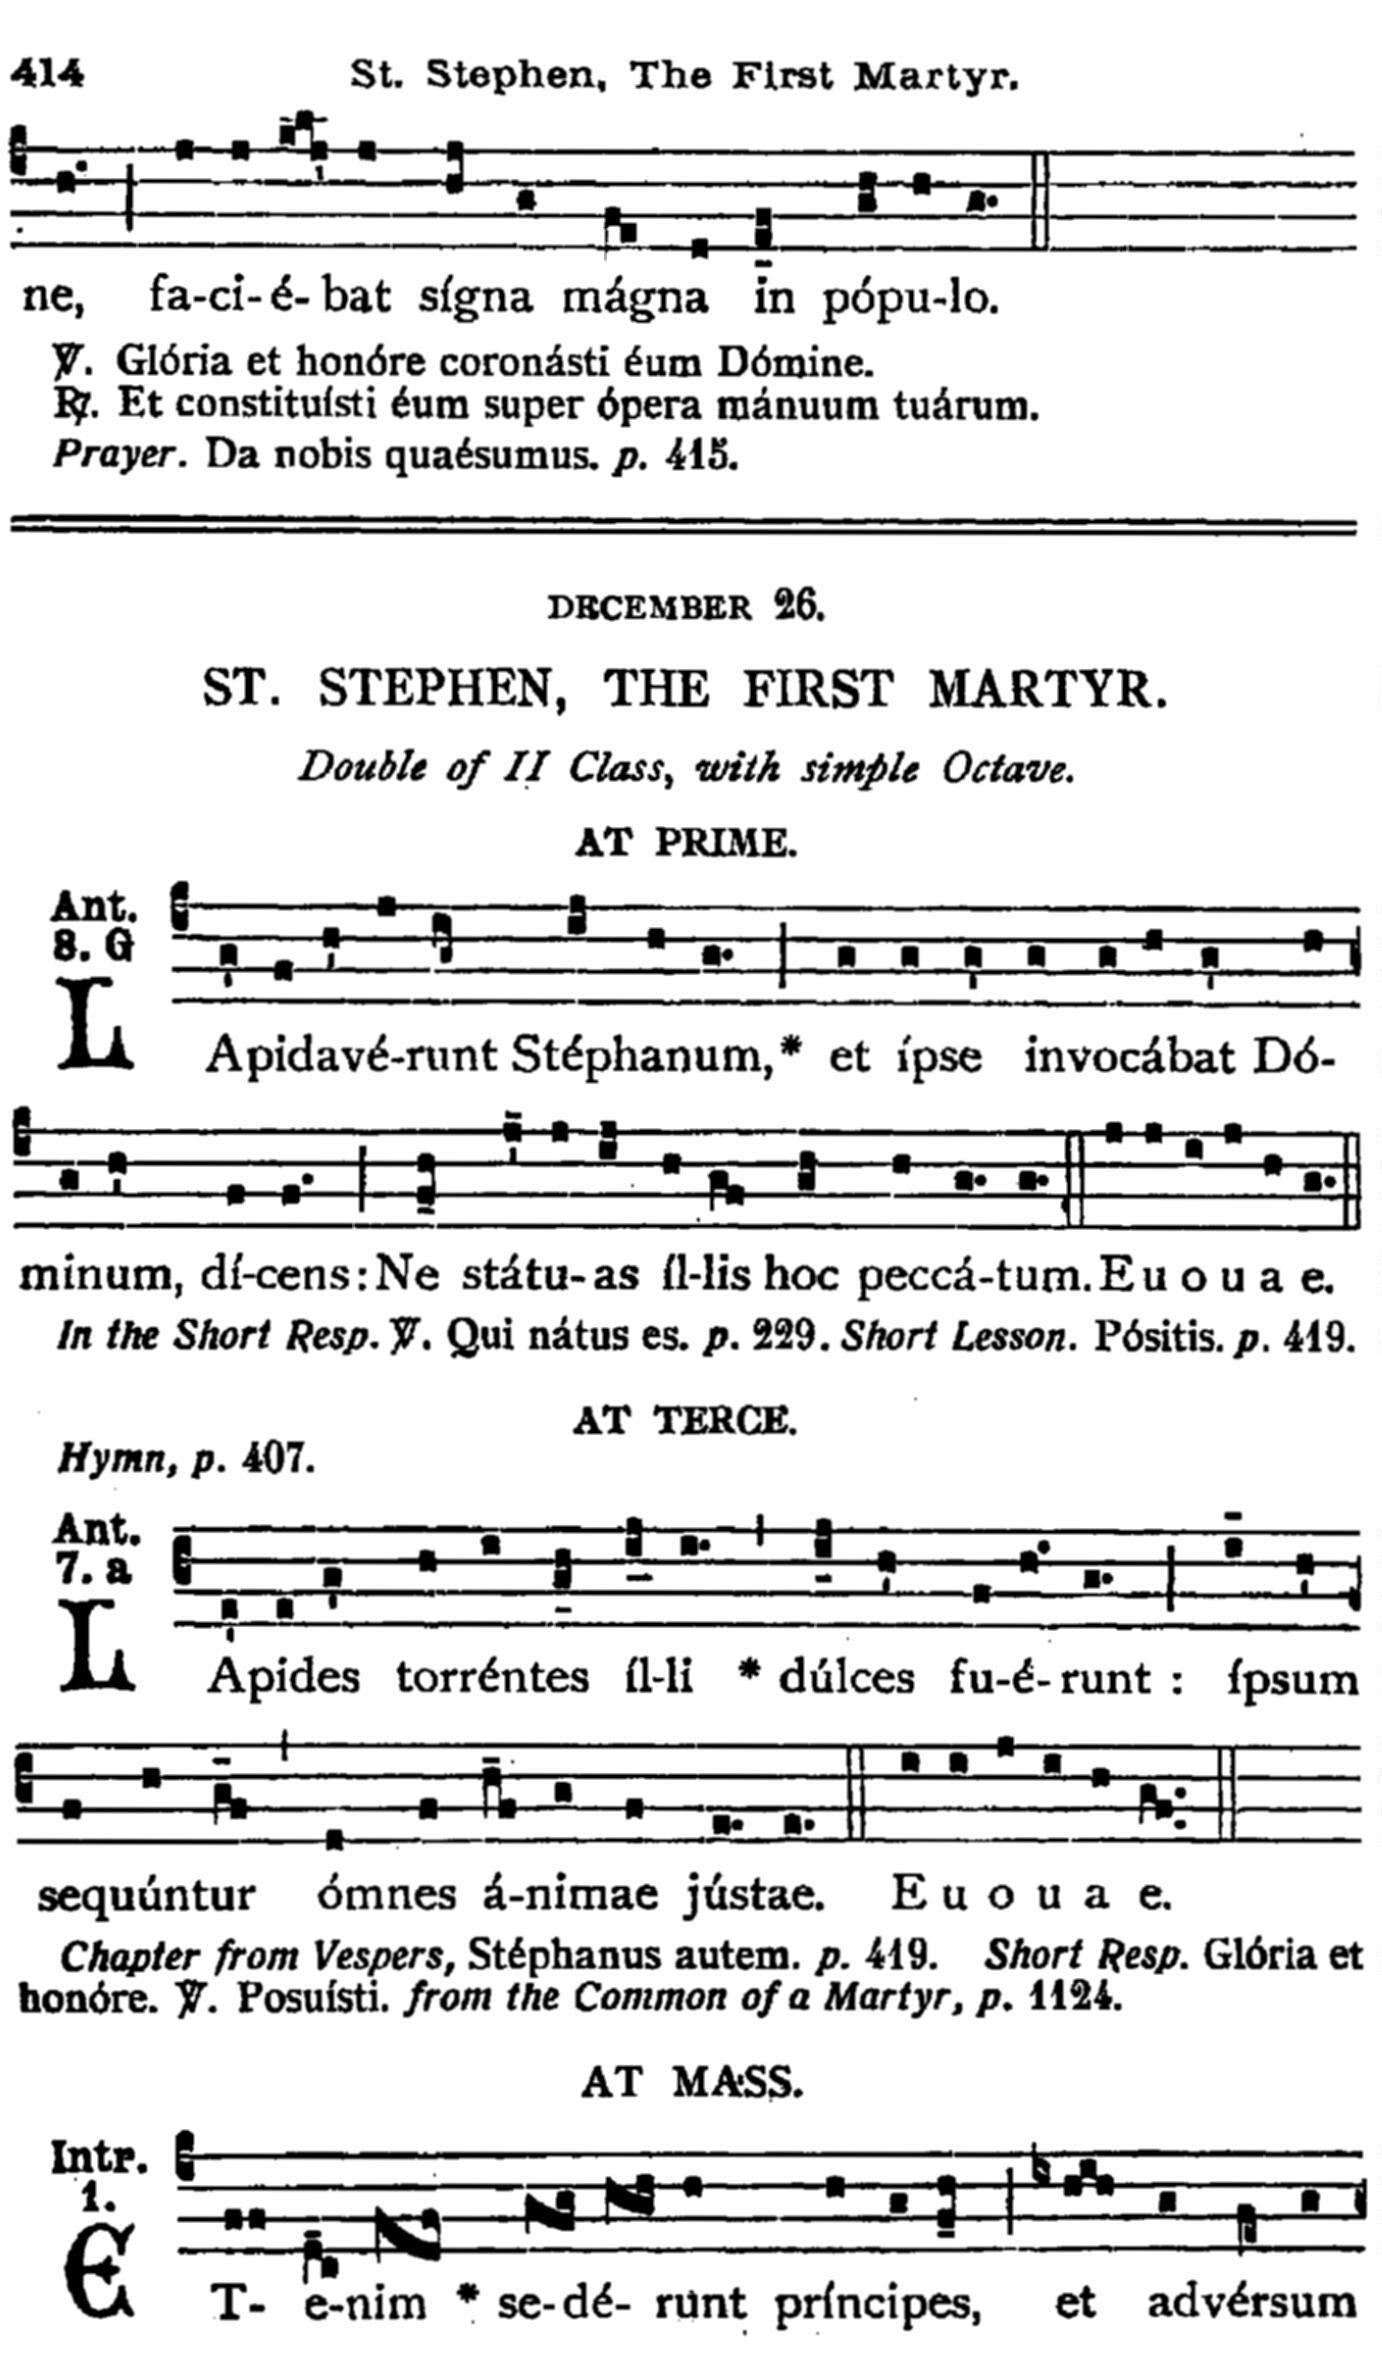 414 St. Stephen, The First Martyr.
ne, fa-ci-é-bat sígna mágna in pópu-lo.
℣. Glória et honóre coronásti éum Dómine.
℟. Et constituísti éum super ópera mánuum tuárum.
Prayer. Da nobis quaésumus. p. 415.
DECEMBER 26.
ST. STEPHEN, THE FIRST MARTYR.
Double of II Class, with simple Octave.
AT PRIME.
Ant.
8. G
LApidavé-runt Stéphanum, * et ípse invocábat Dó-
minum, dí-cens: Ne státu-as íl-lis hoc peccá-tum. E u o u a e.
In the Short Resp. ℣. Qui nátus es. p. 229. Short Lesson. Pósitis. p. 419.
AT TERCE.
Hymn, p. 407.
Ant.
7. a
LApides torréntes íl-li * dúlces fu-é-runt : ípsum
sequúntur ómnes á-nimae jústae. E u o u a e.
Chapter from Vespers, Stéphanus autem. p. 419. Short Resp. Glória et
honóre. ℣. Posuísti. from the Common of a Martyr, p. 1124.
AT MASS.
Intr.
1.
ET-e-nim * se-dé-runt príncipes, et advérsum